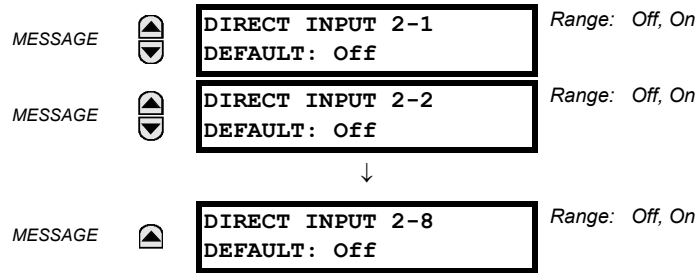 MESSAGE DIRECT INPUT 2-1 Range: Off, On
DEFAULT: Off
MESSAGE DIRECT INPUT 2-2 Range: Off, On
DEFAULT: Off
↓
MESSAGE DIRECT INPUT 2-8 Range: Off, On
DEFAULT: Off